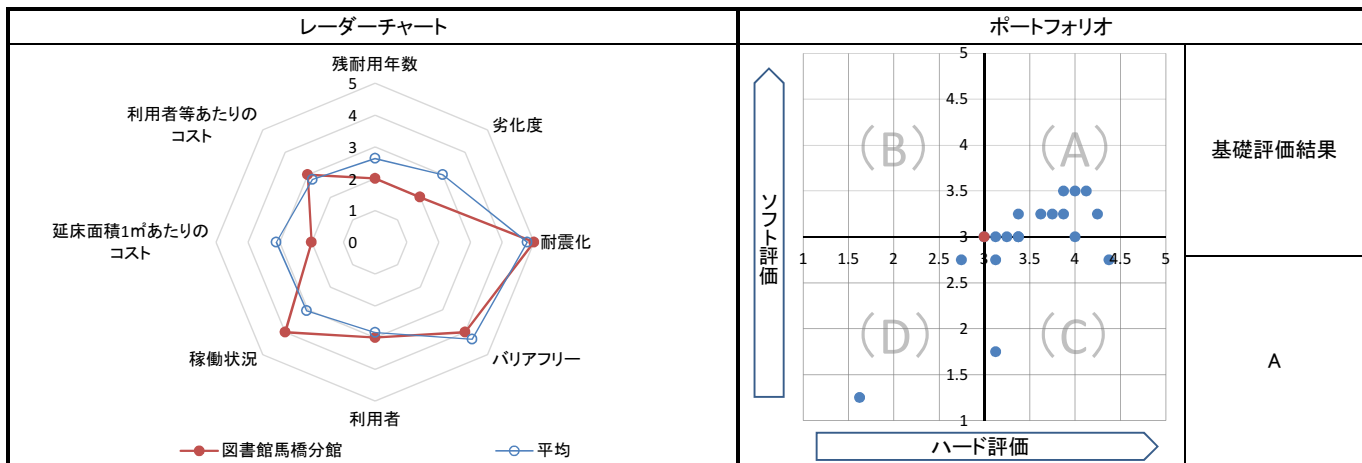 レーダーチャート
残耐用年数
5
4
3
2
1
0
劣化度
耐震化
バリアフリー
利用者
稼働状況
延床面積1㎡あたりの
コスト
利用者等あたりの
コスト
図書館馬橋分館
平均
ポートフォリオ
ソフト評価
5
4.5
4
3.5
3
2.5
2
1.5
1
1 1.5 2 2.5 3 3.5 4 4.5 5
(B) (A)
(D) (C)
ハード評価
基礎評価結果
A